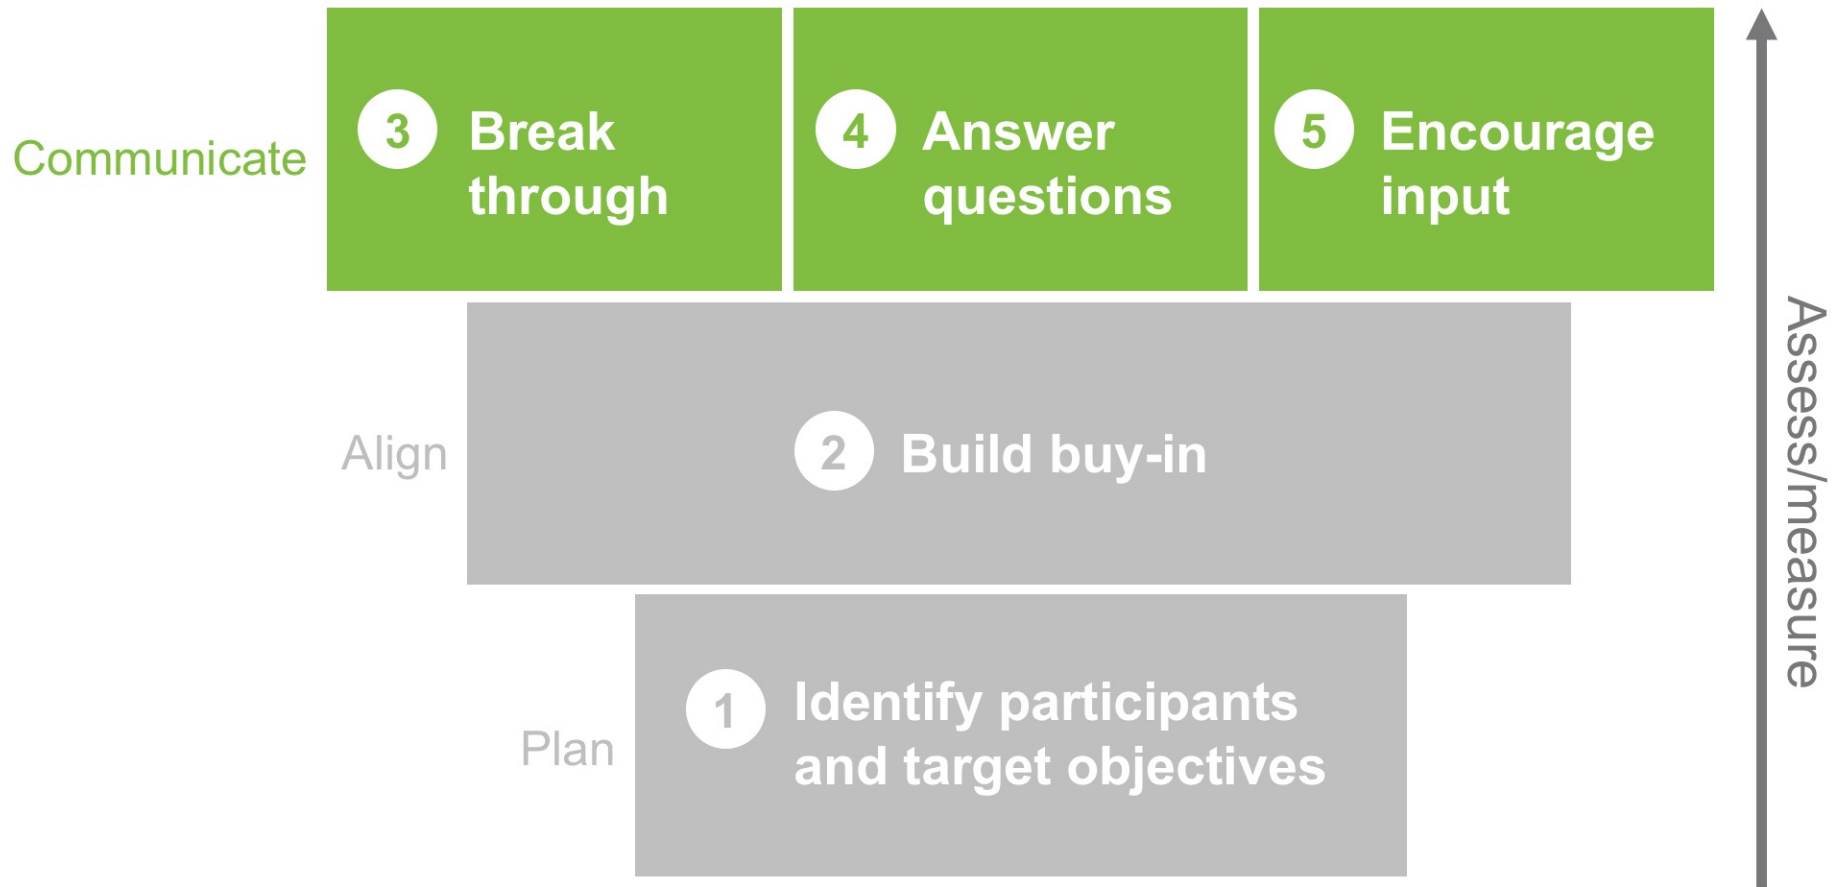 Communicate
3 Break
through
4 Answer
questions
5 Encourage
input
Align
2 Build buy-in
Plan
1 Identify participants
and target objectives
Assess/measure